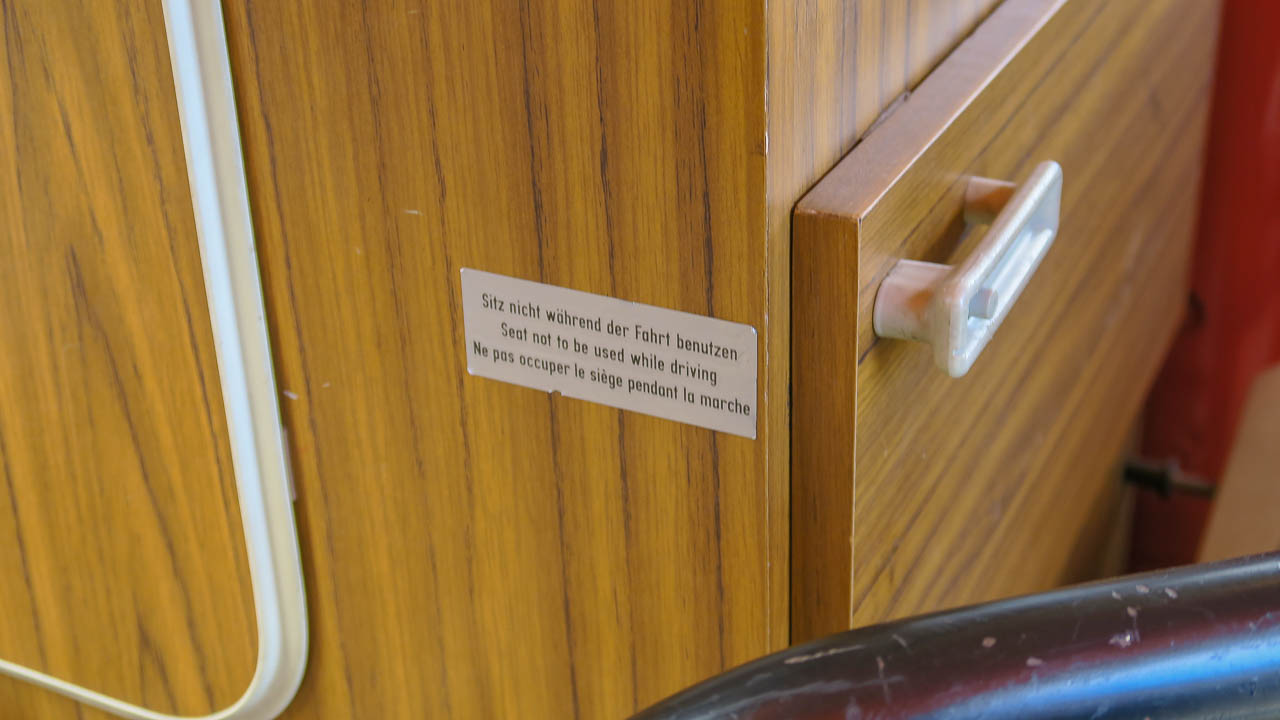 Sitz nicht während der Fahrt benutzen
Seat not to be used while driving
Ne pas occuper le siège pendant la marche